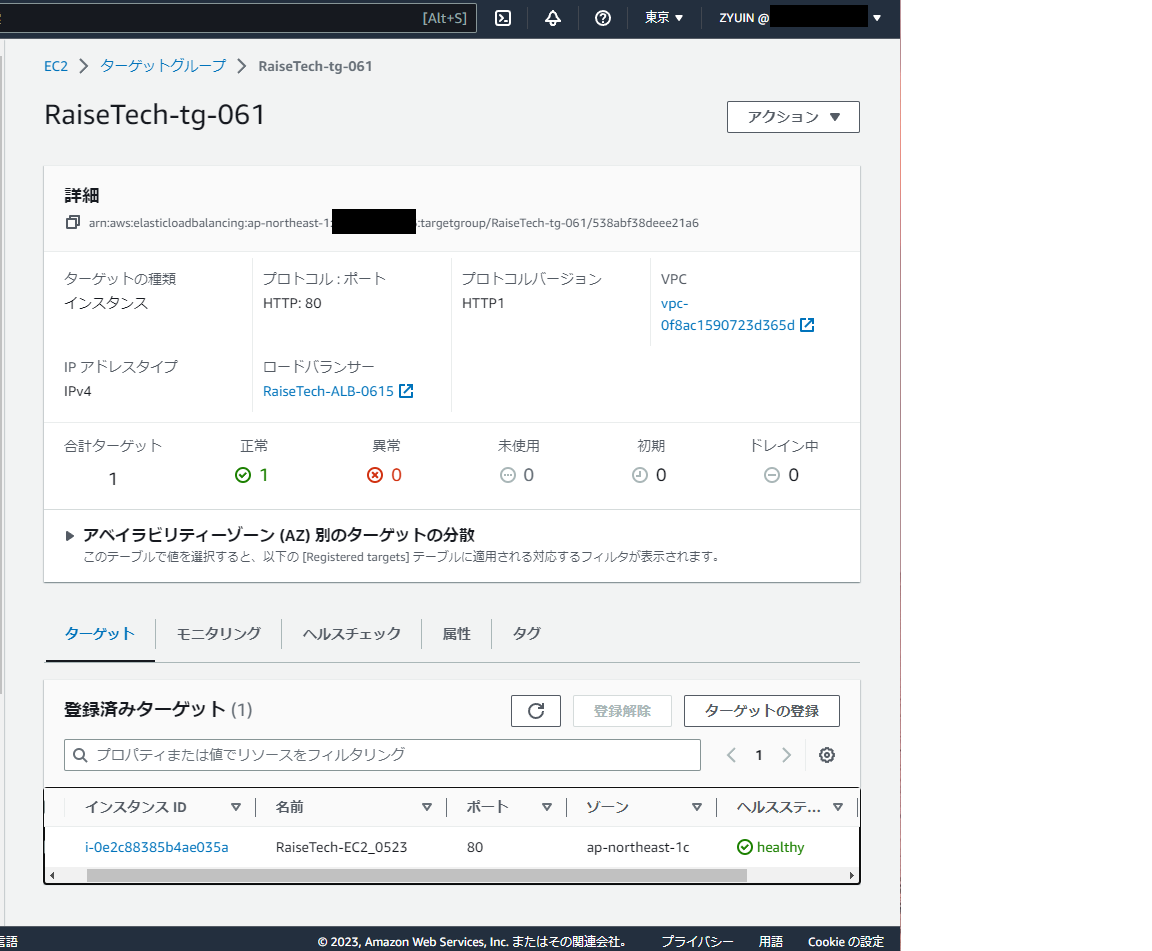 [Alt+S] 東京 ▼ ZYUIN @ ▼
EC2 > ターゲットグループ > RaiseTech-tg-061
RaiseTech-tg-061
アクション ▼
詳細
arn:aws:elasticloadbalancing:ap-northeast-1: :targetgroup/RaiseTech-tg-061/538abf38deee21a6
ターゲットの種類
インスタンス
プロトコル : ポート
HTTP: 80
プロトコルバージョン
HTTP1
VPC
vpc-
0f8ac1590723d365d
IP アドレスタイプ
IPv4
ロードバランサー
RaiseTech-ALB-0615
合計ターゲット
1
正常
1
異常
0
未使用
0
初期
0
ドレイン中
0
アベイラビリティーゾーン (AZ) 別のターゲットの分散
このテーブルで値を選択すると、以下の [Registered targets] テーブルに適用される対応するフィルタが表示されます。
ターゲット モニタリング ヘルスチェック 属性 タグ
登録済みターゲット (1)
登録解除 ターゲットの登録
プロパティまたは値でリソースをフィルタリング
1
インスタンス ID 名前 ポート ゾーン ヘルスステ...
i-0e2c88385b4ae035a RaiseTech-EC2_0523 80 ap-northeast-1c healthy
言語 © 2023, Amazon Web Services, Inc. またはその関連会社。 プライバシー 用語 Cookie の設定